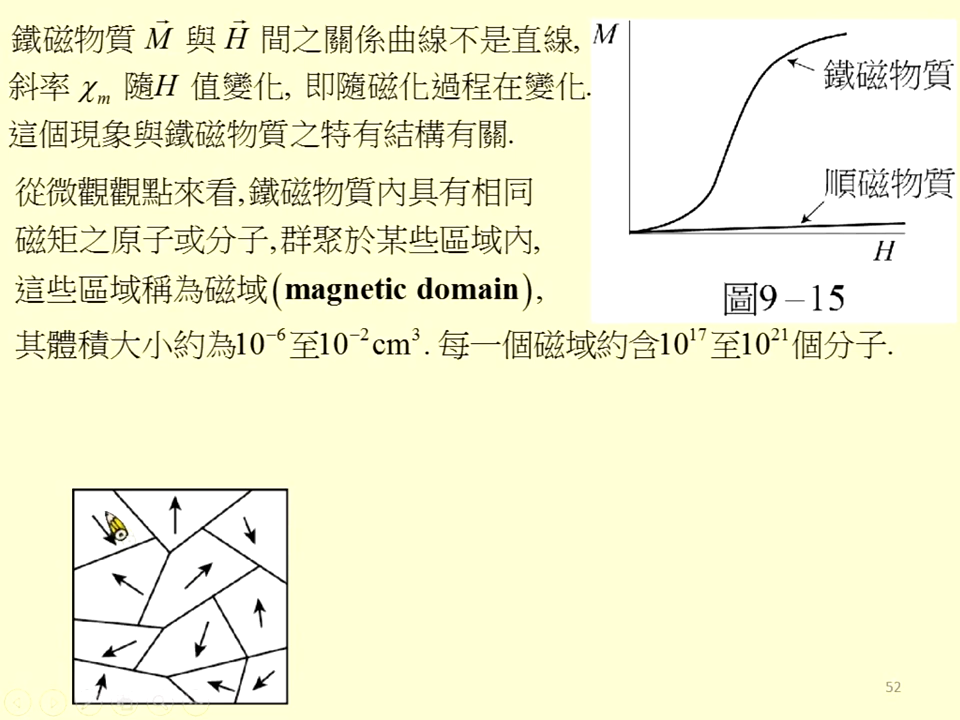 鐵磁物質 M⃗ 與 H⃗ 間之關係曲線不是直線,
斜率 χₘ 隨H 值變化, 即隨磁化過程在變化.
這個現象與鐵磁物質之特有結構有關.
從微觀觀點來看,鐵磁物質內具有相同
磁矩之原子或分子,群聚於某些區域內,
這些區域稱為磁域(magnetic domain),
其體積大小約為10⁻⁶至10⁻²cm³. 每一個磁域約含10¹⁷至10²¹個分子.
M
鐵磁物質
順磁物質
H
圖9－15
52